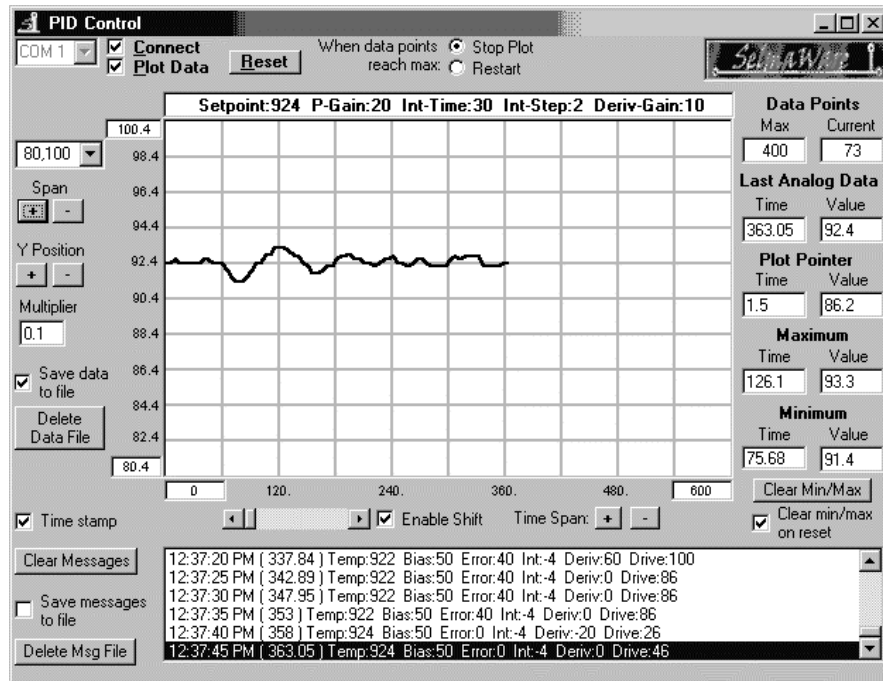 PID Control
COM 1
Connect
Plot Data
Reset
When data points
reach max:
Stop Plot
Restart
SelmaWare
Setpoint:924 P-Gain:20 Int-Time:30 Int-Step:2 Deriv-Gain:10
80,100
Span
+ -
Y Position
+ -
Multiplier
0.1
Save data
to file
Delete
Data File
100.4
98.4
96.4
94.4
92.4
90.4
88.4
86.4
84.4
82.4
80.4
0 120. 240. 360. 480. 600
Data Points
Max Current
400 73
Last Analog Data
Time Value
363.05 92.4
Plot Pointer
Time Value
1.5 86.2
Maximum
Time Value
126.1 93.3
Minimum
Time Value
75.68 91.4
Clear Min/Max
Clear min/max
on reset
Time stamp
Enable Shift
Time Span: + -
Clear Messages
Save messages
to file
Delete Msg File
12:37:20 PM ( 337.84 ) Temp:922 Bias:50 Error:40 Int:-4 Deriv:60 Drive:100
12:37:25 PM ( 342.89 ) Temp:922 Bias:50 Error:40 Int:-4 Deriv:0 Drive:86
12:37:30 PM ( 347.95 ) Temp:922 Bias:50 Error:40 Int:-4 Deriv:0 Drive:86
12:37:35 PM ( 353 ) Temp:922 Bias:50 Error:40 Int:-4 Deriv:0 Drive:86
12:37:40 PM ( 358 ) Temp:924 Bias:50 Error:0 Int:-4 Deriv:-20 Drive:26
12:37:45 PM ( 363.05 ) Temp:924 Bias:50 Error:0 Int:-4 Deriv:0 Drive:46